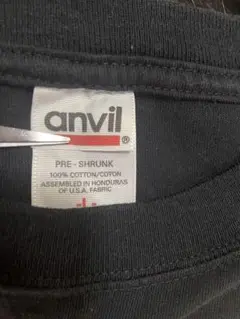 anvil
®
PRE-SHRUNK
100% COTTON/COTON
ASSEMBLED IN HONDURAS
OF U.S.A. FABRIC